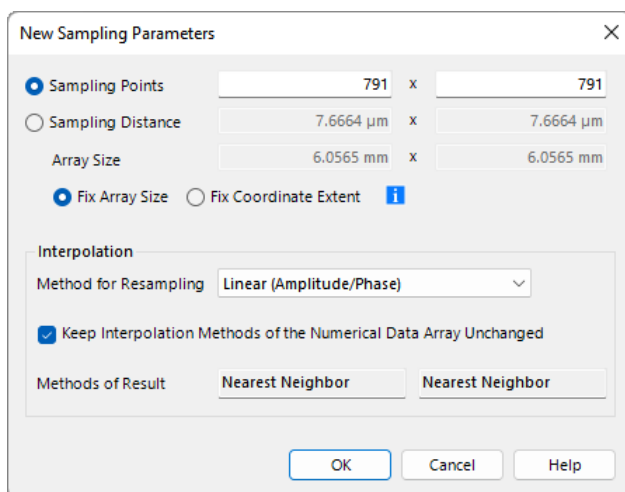 New Sampling Parameters
Sampling Points 791 x 791
Sampling Distance 7.6664 µm x 7.6664 µm
Array Size 6.0565 mm x 6.0565 mm
Fix Array Size Fix Coordinate Extent i
Interpolation
Method for Resampling Linear (Amplitude/Phase)
Keep Interpolation Methods of the Numerical Data Array Unchanged
Methods of Result Nearest Neighbor Nearest Neighbor
OK Cancel Help